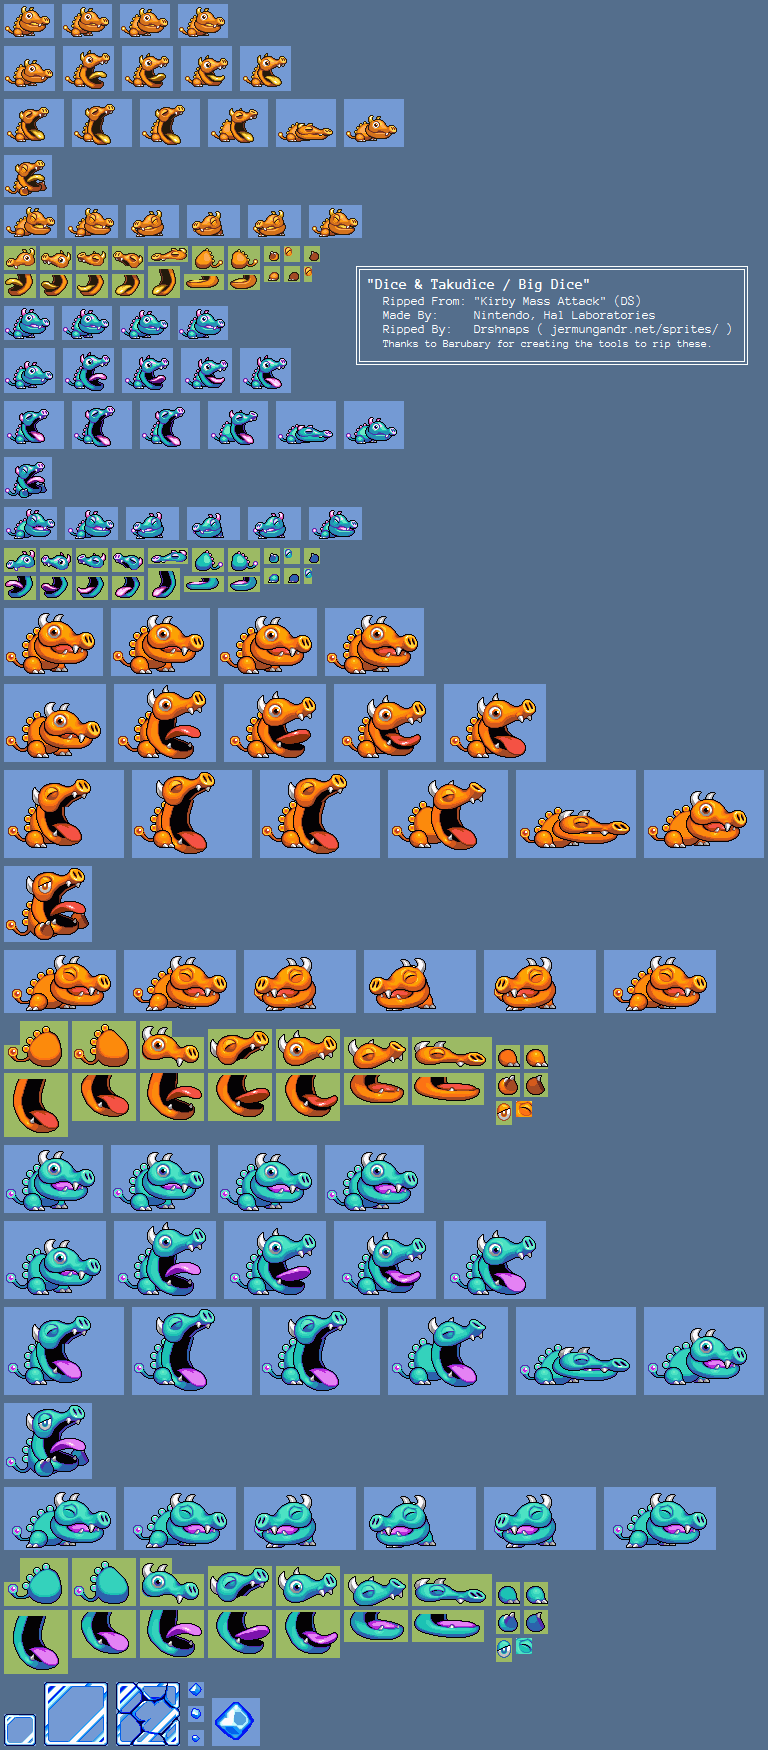 "Dice & Takudice / Big Dice"
Ripped From: "Kirby Mass Attack" (DS)
Made By: Nintendo, Hal Laboratories
Ripped By: Drshnaps ( jermungandr.net/sprites/ )
Thanks to Barubary for creating the tools to rip these.